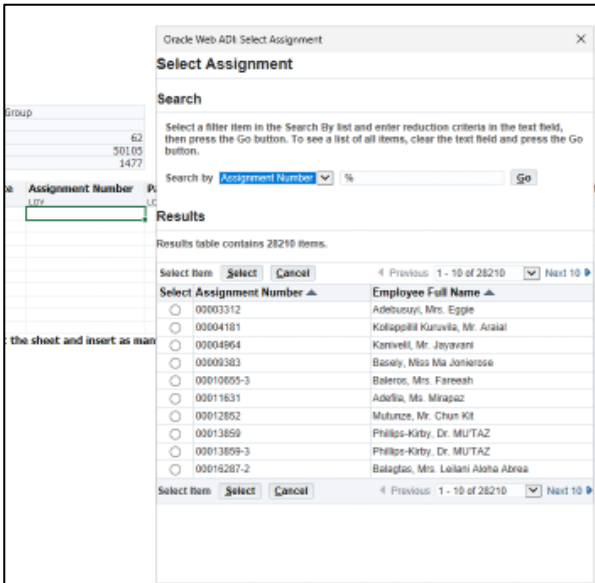 Oracle Web ADI: Select Assignment
Select Assignment
Group
Search
Select a filter item in the Search By list and enter reduction criteria in the text field,
then press the Go button. To see a list of all items, clear the text field and press the Go
button.
62
50105
1477
Search by Assignment Number % Go
Assignment Number
LOV
Results
Results table contains 28210 items.
Select Item Select Cancel Previous 1 - 10 of 28210 Next 10
Select Assignment Number Employee Full Name
00003312 Adebusuyi, Mrs. Eggie
00004181 Kollappillil Kuruvila, Mr. Araial
the sheet and insert as man
00004964 Kanivelil, Mr. Jayavani
00009383 Basely, Miss Ma Jonierose
00010655-3 Baleros, Mrs. Fareeah
00011631 Adefila, Ms. Mirapaz
00012852 Mutunze, Mr. Chun Kit
00013859 Phillips-Kirby, Dr. MU'TAZ
00013859-3 Phillips-Kirby, Dr. MU'TAZ
00016287-2 Balagtas, Mrs. Leilani Aloha Abrea
Select Item Select Cancel Previous 1 - 10 of 28210 Next 10